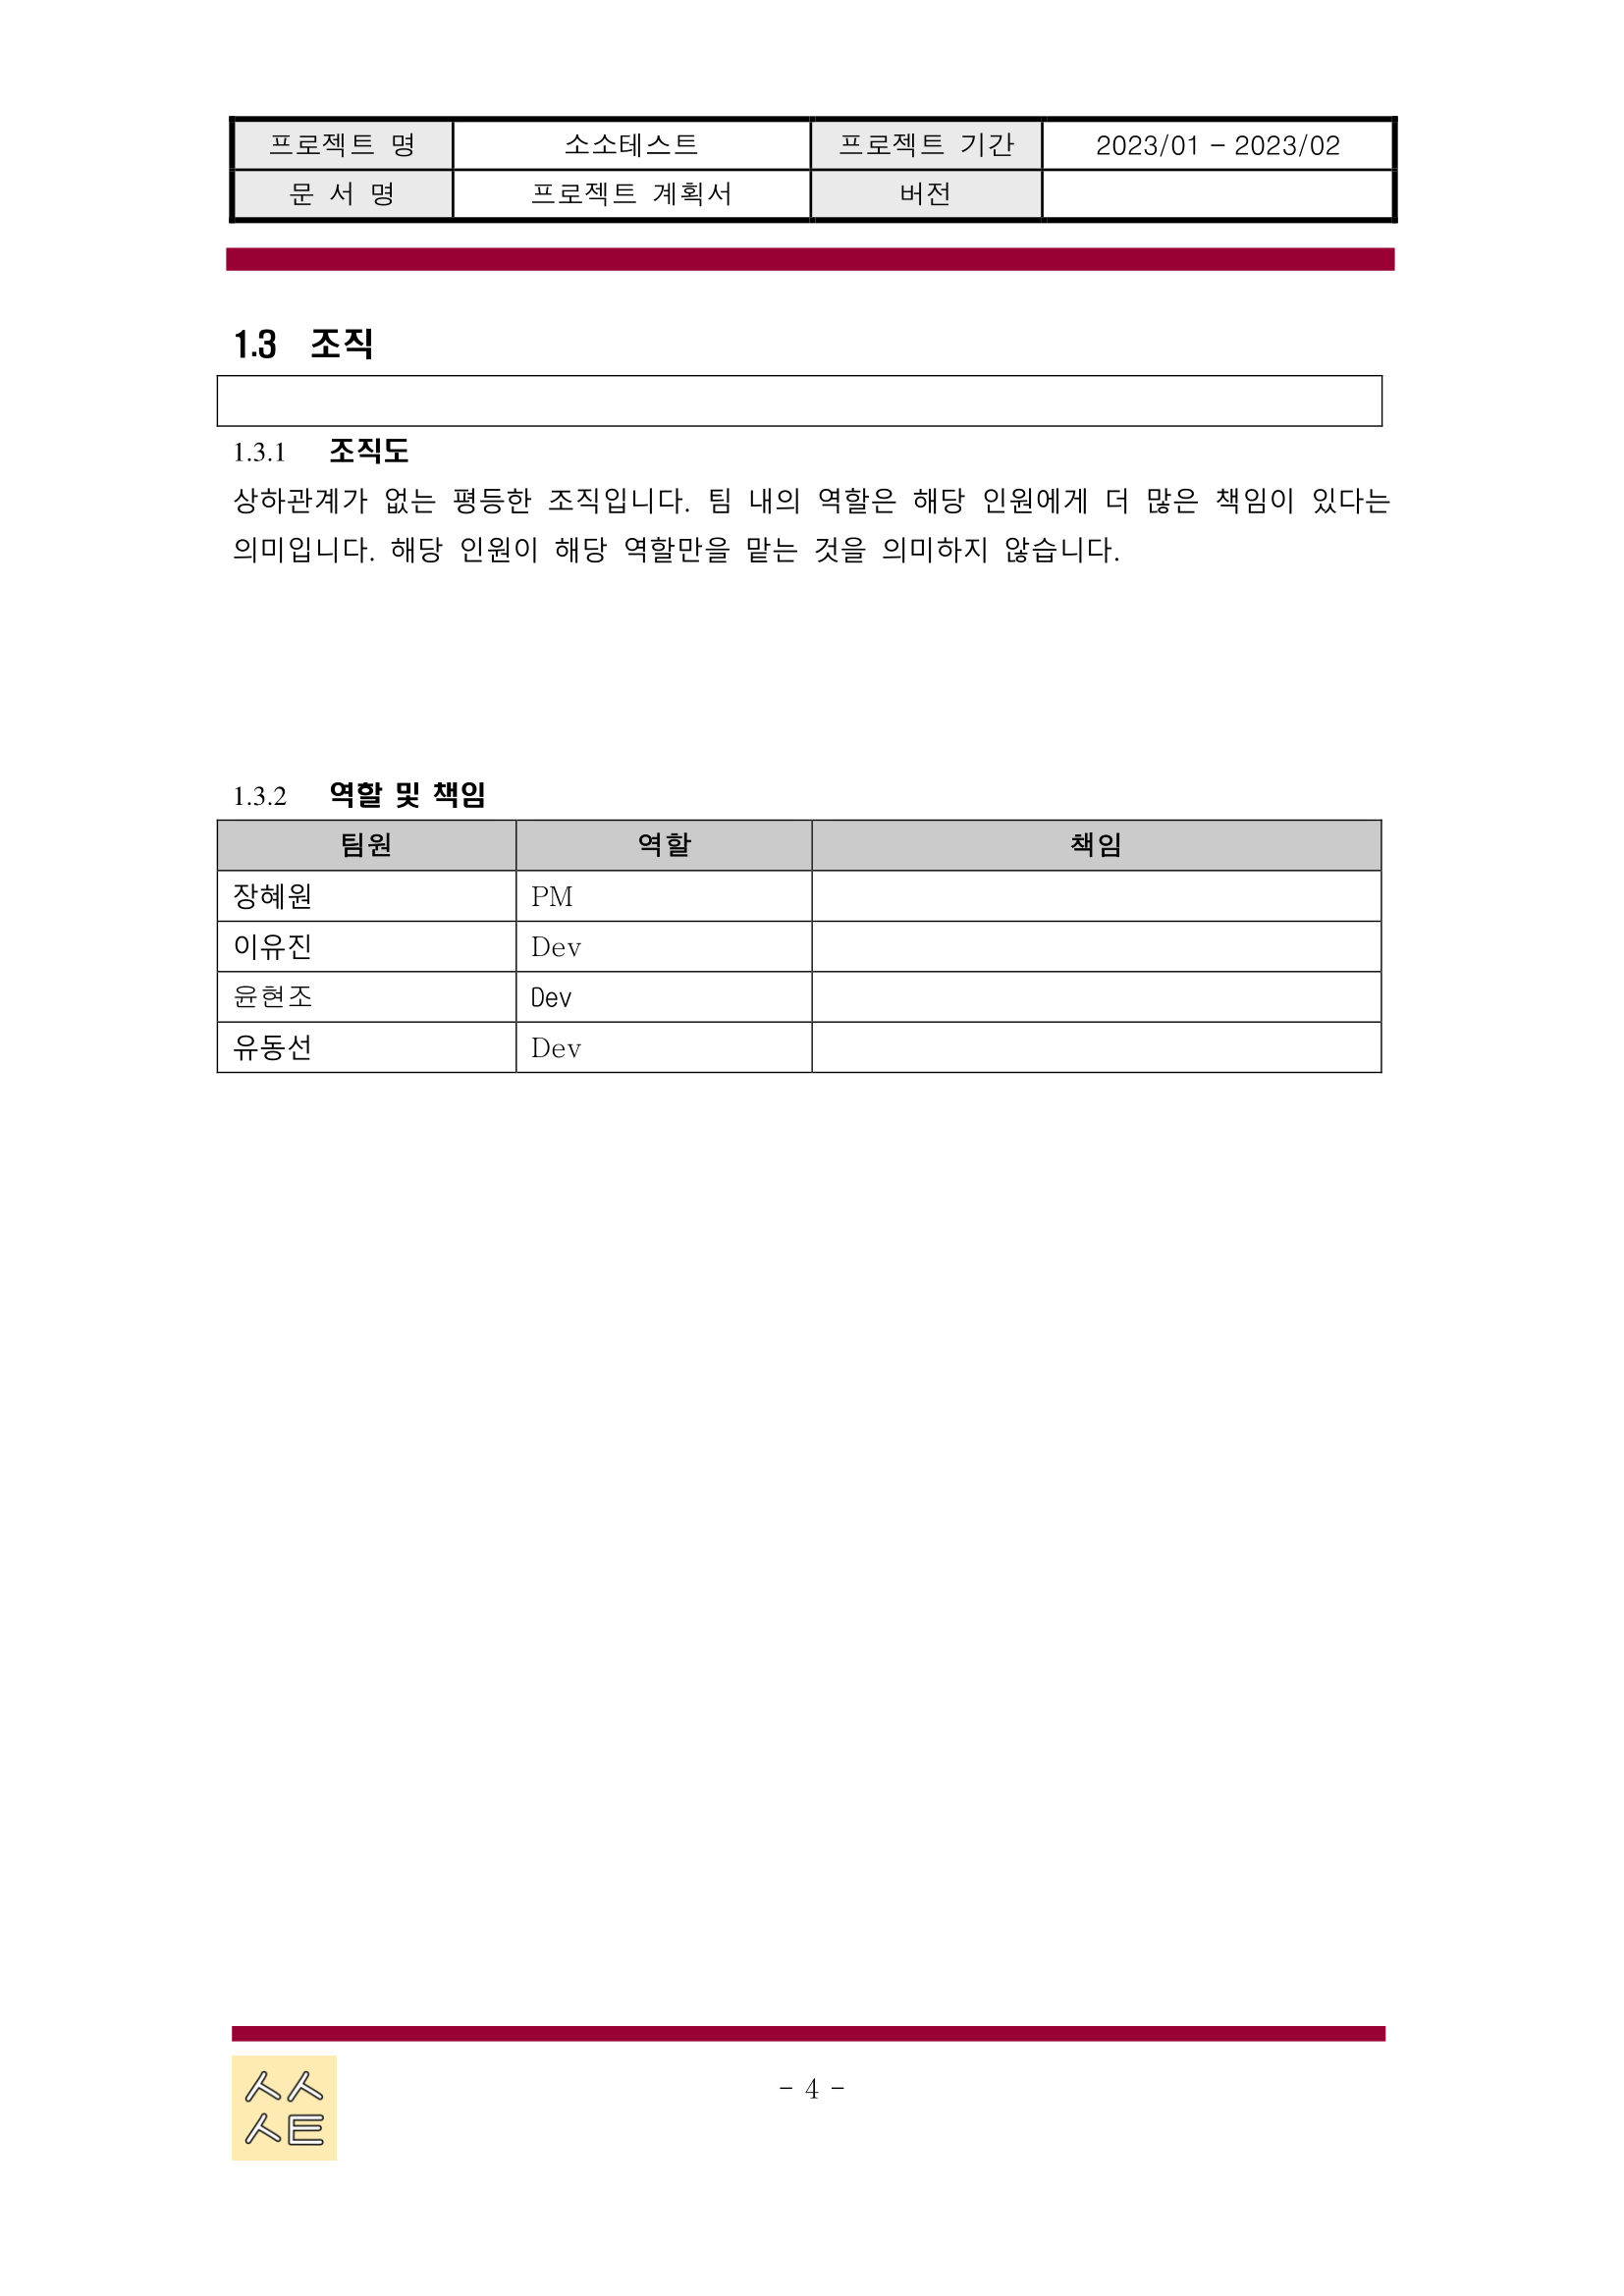 프로젝트 명 소소테스트 프로젝트 기간 2023/01 - 2023/02
문 서 명 프로젝트 계획서 버전
1.3 조직
1.3.1 조직도
상하관계가 없는 평등한 조직입니다. 팀 내의 역할은 해당 인원에게 더 많은 책임이 있다는
의미입니다. 해당 인원이 해당 역할만을 맡는 것을 의미하지 않습니다.
1.3.2 역할 및 책임
팀원 역할 책임
장혜원 PM
이유진 Dev
윤현조 Dev
유동선 Dev
- 4 -
ㅅㅅ
ㅅㅌ